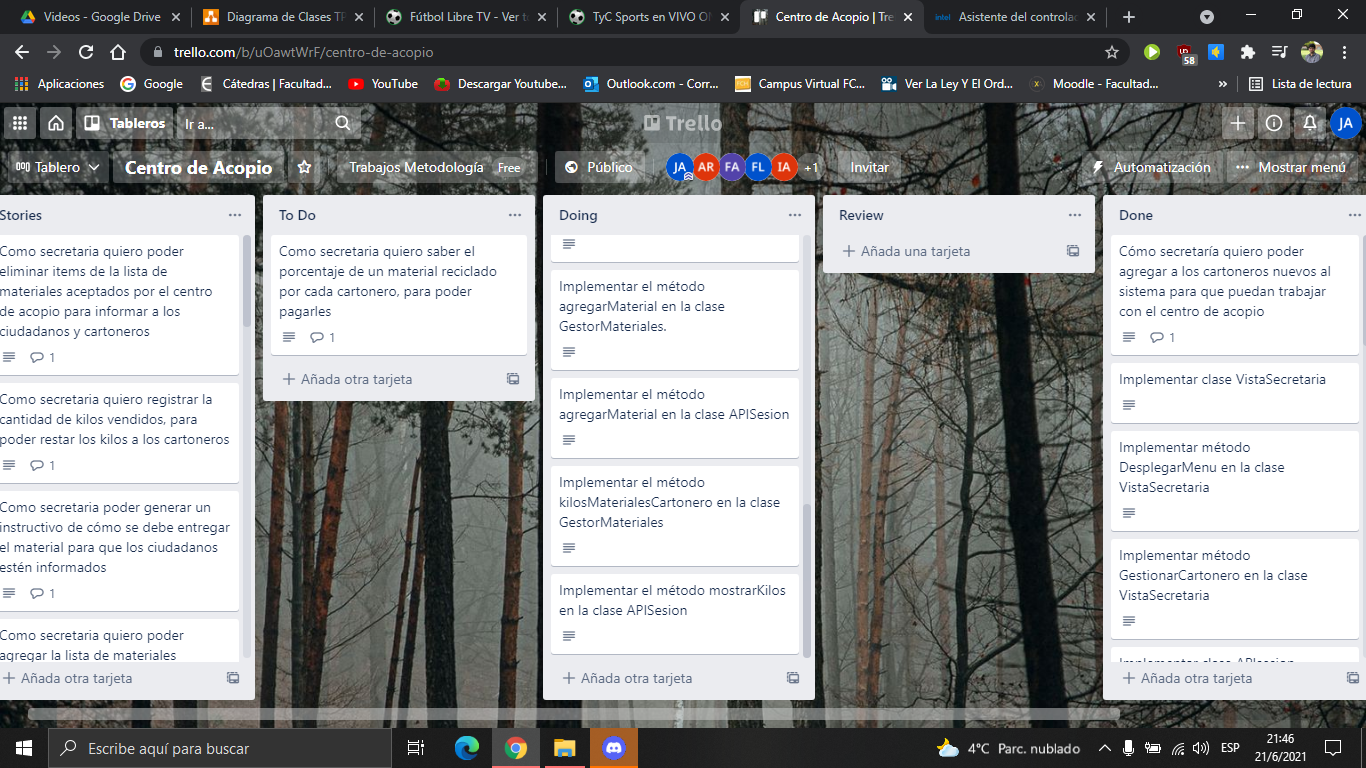 Videos - Google Drive
Diagrama de Clases TP
Fútbol Libre TV - Ver t
TyC Sports en VIVO O
Centro de Acopio | Tre
intel
Asistente del controlac
trello.com/b/uOawtWrF/centro-de-acopio
58
Aplicaciones
Google
Cátedras | Facultad...
YouTube
Descargar Youtube...
Outlook.com - Corr...
Campus Virtual FC...
Ver La Ley Y El Ord...
Moodle - Facultad...
»
Lista de lectura
Tableros
Ir a...
Trello
JA
Tablero
Centro de Acopio
Trabajos Metodología
Free
Público
JA
AR
FA
FL
IA
+1
Invitar
Automatización
Mostrar menú
Stories
Como secretaria quiero poder
eliminar items de la lista de
materiales aceptados por el centro
de acopio para informar a los
ciudadanos y cartoneros
1
Como secretaria quiero registrar la
cantidad de kilos vendidos, para
poder restar los kilos a los cartoneros
1
Como secretaria poder generar un
instructivo de cómo se debe entregar
el material para que los ciudadanos
estén informados
1
Como secretaria quiero poder
agregar la lista de materiales
+ Añada otra tarjeta
To Do
Como secretaria quiero saber el
porcentaje de un material reciclado
por cada cartonero, para poder
pagarles
1
+ Añada otra tarjeta
Doing
Implementar el método
agregarMaterial en la clase
GestorMateriales.
Implementar el método
agregarMaterial en la clase APISesion
Implementar el método
kilosMaterialesCartonero en la clase
GestorMateriales
Implementar el método mostrarKilos
en la clase APISesion
+ Añada otra tarjeta
Review
+ Añada una tarjeta
Done
Cómo secretaría quiero poder
agregar a los cartoneros nuevos al
sistema para que puedan trabajar
con el centro de acopio
1
Implementar clase VistaSecretaria
Implementar método
DesplegarMenu en la clase
VistaSecretaria
Implementar método
GestionarCartonero en la clase
VistaSecretaria
Implementar clase APIsesion
+ Añada otra tarjeta
Escribe aquí para buscar
4°C Parc. nublado
ESP
21:46
21/6/2021